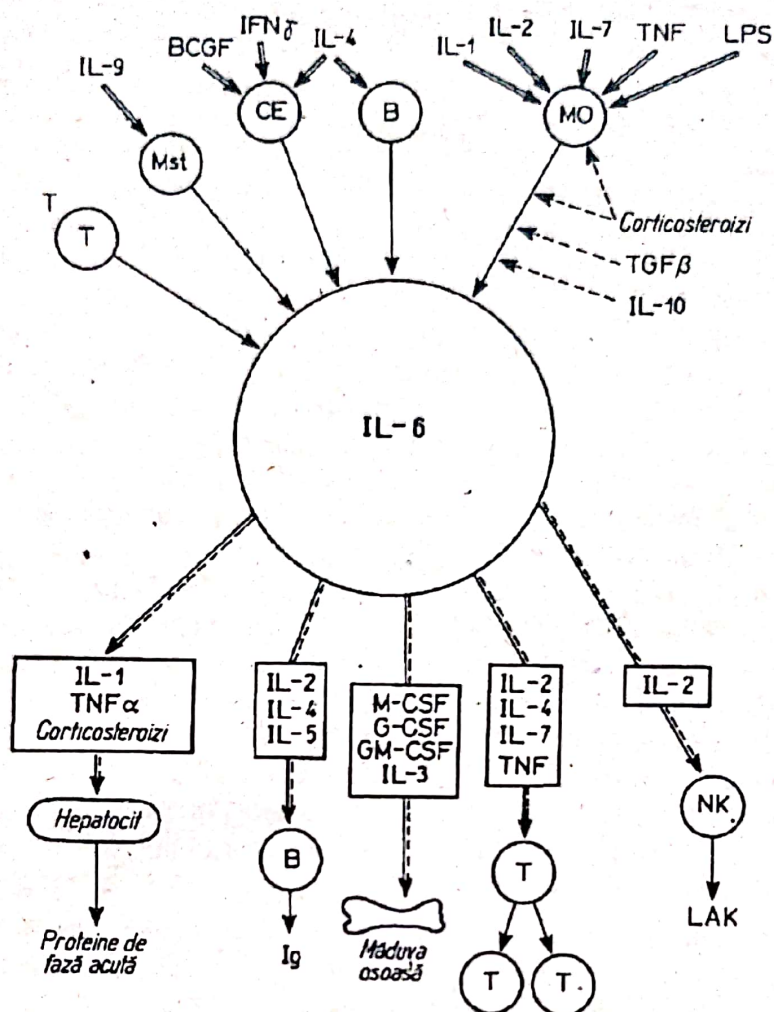 IFNγ
BCGF
IL-4
IL-9
IL-1
IL-2
IL-7
TNF
LPS
Mst
CE
B
MO
T
T
Corticosteroizi
TGFβ
IL-10
IL-6
IL-1
TNFα
Corticosteroizi
Hepatocit
Proteine de
fază acută
IL-2
IL-4
IL-5
B
Ig
M-CSF
G-CSF
GM-CSF
IL-3
Măduva
osoasă
IL-2
IL-4
IL-7
TNF
T
T
T
IL-2
NK
LAK